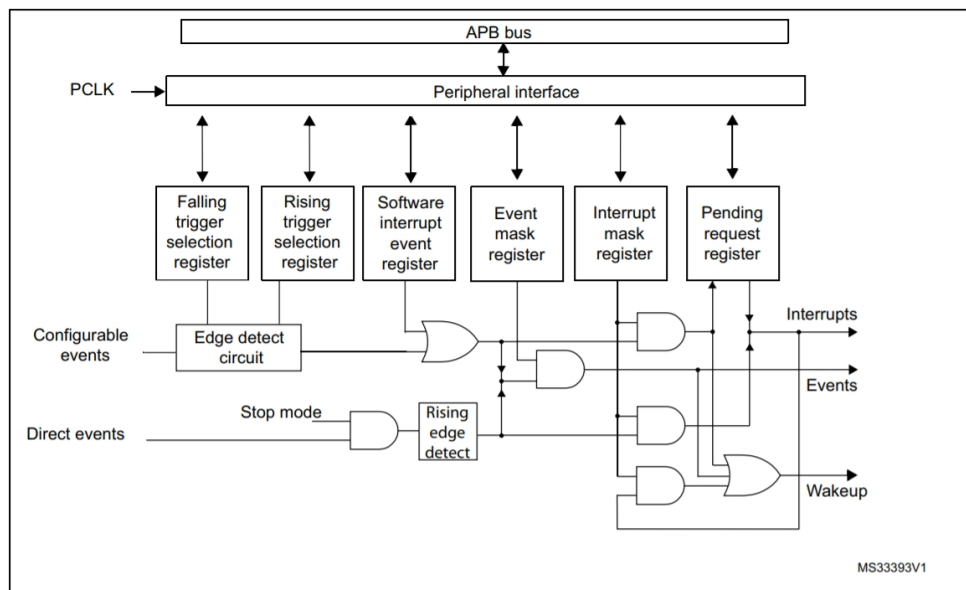 APB bus
PCLK
Peripheral interface
Falling
trigger
selection
register
Rising
trigger
selection
register
Software
interrupt
event
register
Event
mask
register
Interrupt
mask
register
Pending
request
register
Configurable
events
Edge detect
circuit
Interrupts
Events
Stop mode
Direct events
Rising
edge
detect
Wakeup
MS33393V1